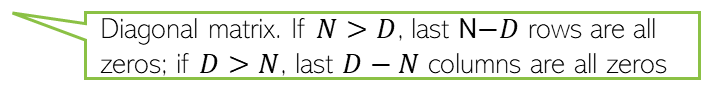 Diagonal matrix. If N > D, last N−D rows are all
zeros; if D > N, last D − N columns are all zeros